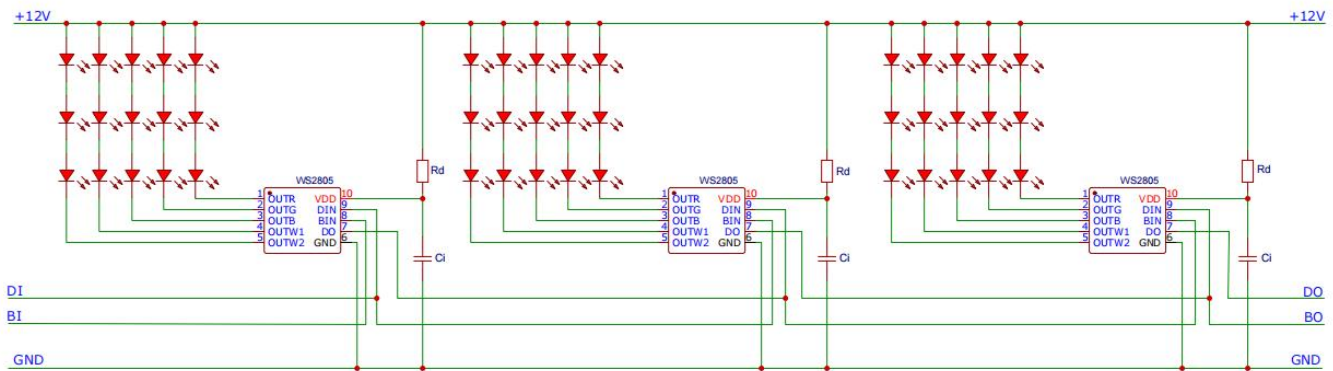 +12V +12V
Rd Rd Rd
WS2805 WS2805 WS2805
1 OUTR VDD 10 1 OUTR VDD 10 1 OUTR VDD 10
2 OUTG DIN 9 2 OUTG DIN 9 2 OUTG DIN 9
3 OUTB BIN 8 3 OUTB BIN 8 3 OUTB BIN 8
4 OUTW1 DO 7 4 OUTW1 DO 7 4 OUTW1 DO 7
5 OUTW2 GND 6 5 OUTW2 GND 6 5 OUTW2 GND 6
Ci Ci Ci
DI DO
BI BO
GND GND